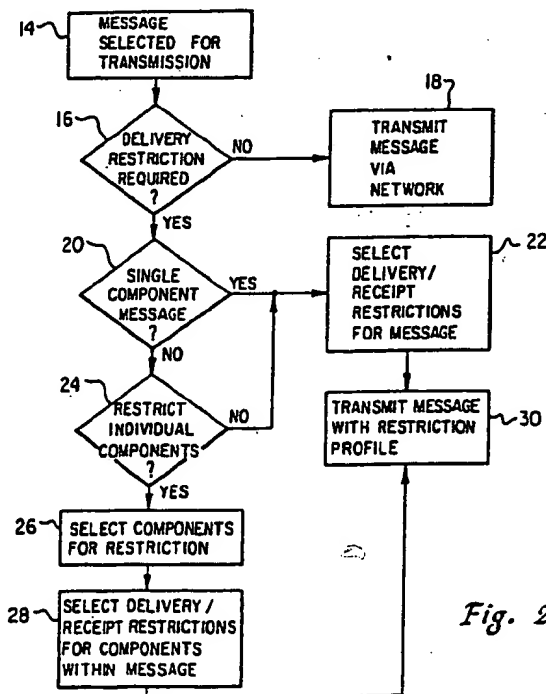 14
MESSAGE
SELECTED FOR
TRANSMISSION
16
DELIVERY
RESTRICTION
REQUIRED
?
NO
18
TRANSMIT
MESSAGE
VIA
NETWORK
YES
20
SINGLE
COMPONENT
MESSAGE
?
YES
22
SELECT
DELIVERY/
RECEIPT
RESTRICTIONS
FOR MESSAGE
NO
24
RESTRICT
INDIVIDUAL
COMPONENTS
?
NO
TRANSMIT MESSAGE
WITH RESTRICTION
PROFILE
30
YES
26
SELECT COMPONENTS
FOR RESTRICTION
28
SELECT DELIVERY/
RECEIPT RESTRICTIONS
FOR COMPONENTS
WITHIN MESSAGE
Fig. 2